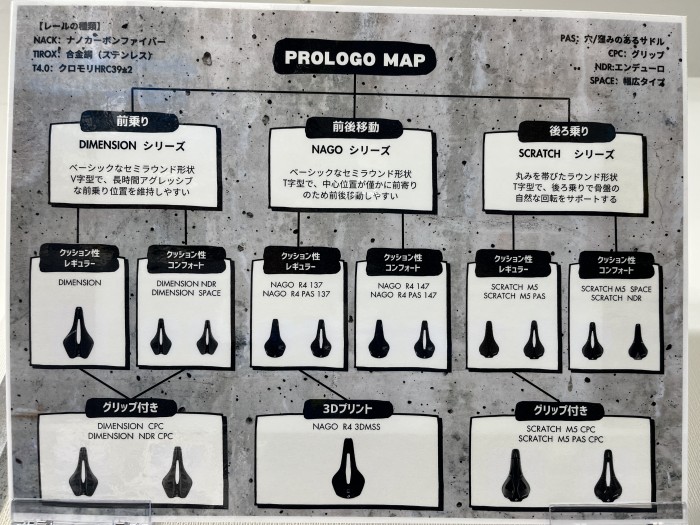 【レールの種類】
NACK：ナノカーボンファイバー
TIROX：合金鋼（ステンレス）
T4.0：クロモリHRC39±2
PAS：穴/窪みのあるサドル
CPC：グリップ
NDR:エンデューロ
SPACE：幅広タイプ
PROLOGO MAP
前乗り
DIMENSION シリーズ
ベーシックなセミラウンド形状
V字型で、長時間アグレッシブ
な前乗り位置を維持しやすい
前後移動
NAGO シリーズ
ベーシックなセミラウンド形状
T字型で、中心位置が僅かに前寄り
のため前後移動しやすい
後ろ乗り
SCRATCH シリーズ
丸みを帯びたラウンド形状
T字型で、後ろ乗りで骨盤の
自然な回転をサポートする
クッション性
レギュラー
DIMENSION
クッション性
コンフォート
DIMENSION NDR
DIMENSION SPACE
クッション性
レギュラー
NAGO R4 137
NAGO R4 PAS 137
クッション性
コンフォート
NAGO R4 147
NAGO R4 PAS 147
クッション性
レギュラー
SCRATCH M5
SCRATCH M5 PAS
クッション性
コンフォート
SCRATCH M5 SPACE
SCRATCH NDR
グリップ付き
DIMENSION CPC
DIMENSION NDR CPC
3Dプリント
NAGO R4 3DMSS
グリップ付き
SCRATCH M5 CPC
SCRATCH M5 PAS CPC